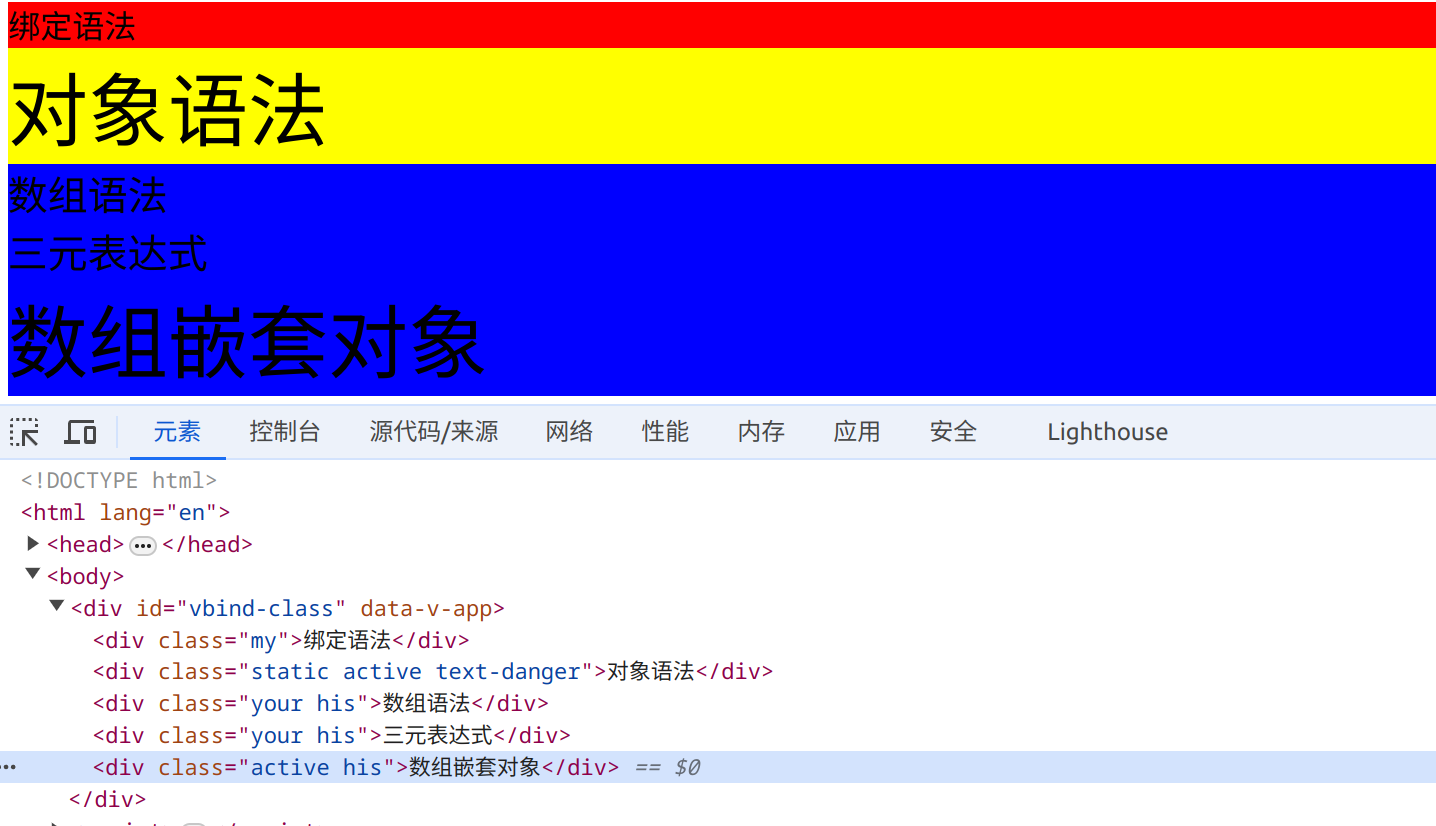 绑定语法
对象语法
数组语法
三元表达式
数组嵌套对象
元素 控制台 源代码/来源 网络 性能 内存 应用 安全 Lighthouse
<!DOCTYPE html>
<html lang="en">
<head> ••• </head>
<body>
<div id="vbind-class" data-v-app>
<div class="my">绑定语法</div>
<div class="static active text-danger">对象语法</div>
<div class="your his">数组语法</div>
<div class="your his">三元表达式</div>
<div class="active his">数组嵌套对象</div> == $0
</div>